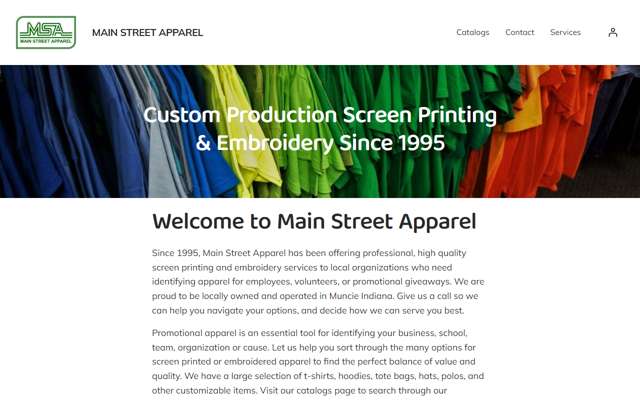 MSA
MAIN STREET APPAREL
MAIN STREET APPAREL
Catalogs
Contact
Services
Custom Production Screen Printing
& Embroidery Since 1995
Welcome to Main Street Apparel
Since 1995, Main Street Apparel has been offering professional, high quality
screen printing and embroidery services to local organizations who need
identifying apparel for employees, volunteers, or promotional giveaways. We are
proud to be locally owned and operated in Muncie Indiana. Give us a call so we
can help you navigate your options, and decide how we can serve you best.
Promotional apparel is an essential tool for identifying your business, school,
team, organization or cause. Let us help you sort through the many options for
screen printed or embroidered apparel to find the perfect balance of value and
quality. We have a large selection of t-shirts, hoodies, tote bags, hats, polos, and
other customizable items. Visit our catalogs page to search through our